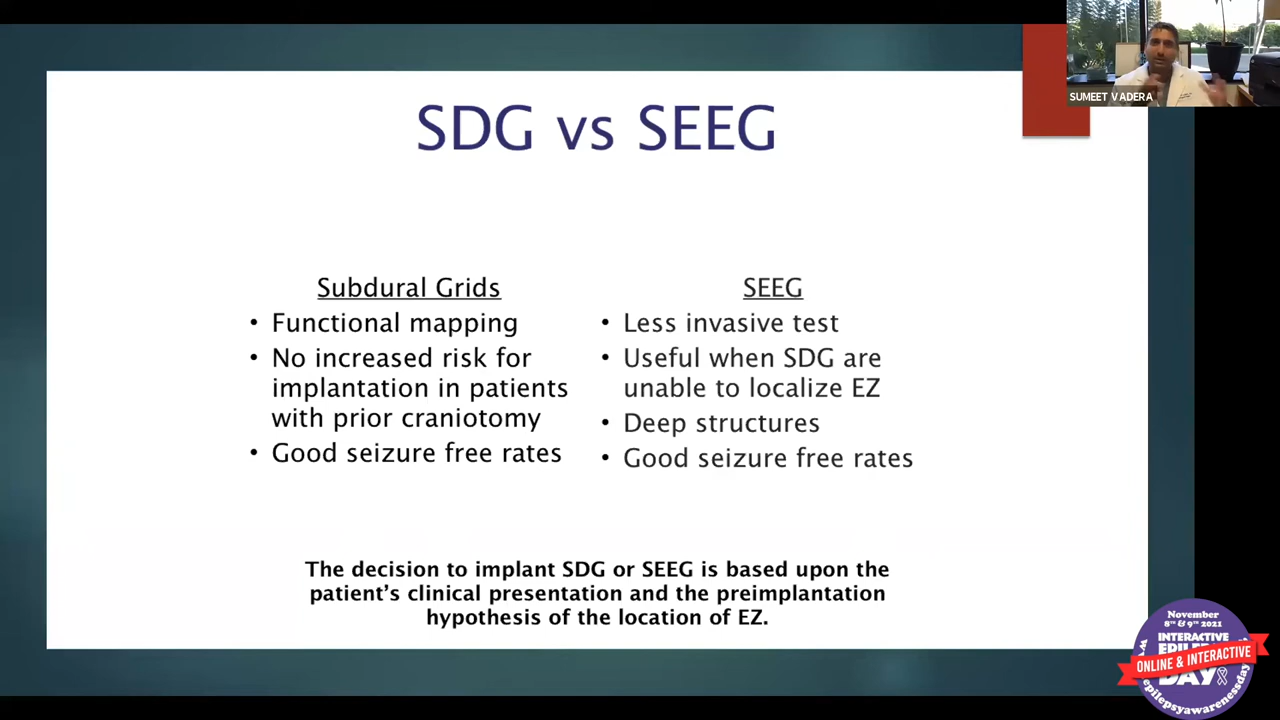 SUMEET VADERA
SDG vs SEEG
Subdural Grids
• Functional mapping
• No increased risk for
implantation in patients
with prior craniotomy
• Good seizure free rates
SEEG
• Less invasive test
• Useful when SDG are
unable to localize EZ
• Deep structures
• Good seizure free rates
The decision to implant SDG or SEEG is based upon the
patient's clinical presentation and the preimplantation
hypothesis of the location of EZ.
November
8TH & 9TH 2021
INTERACTIVE
ONLINE & INTERACTIVE
DAY
epilepsyawarenessday